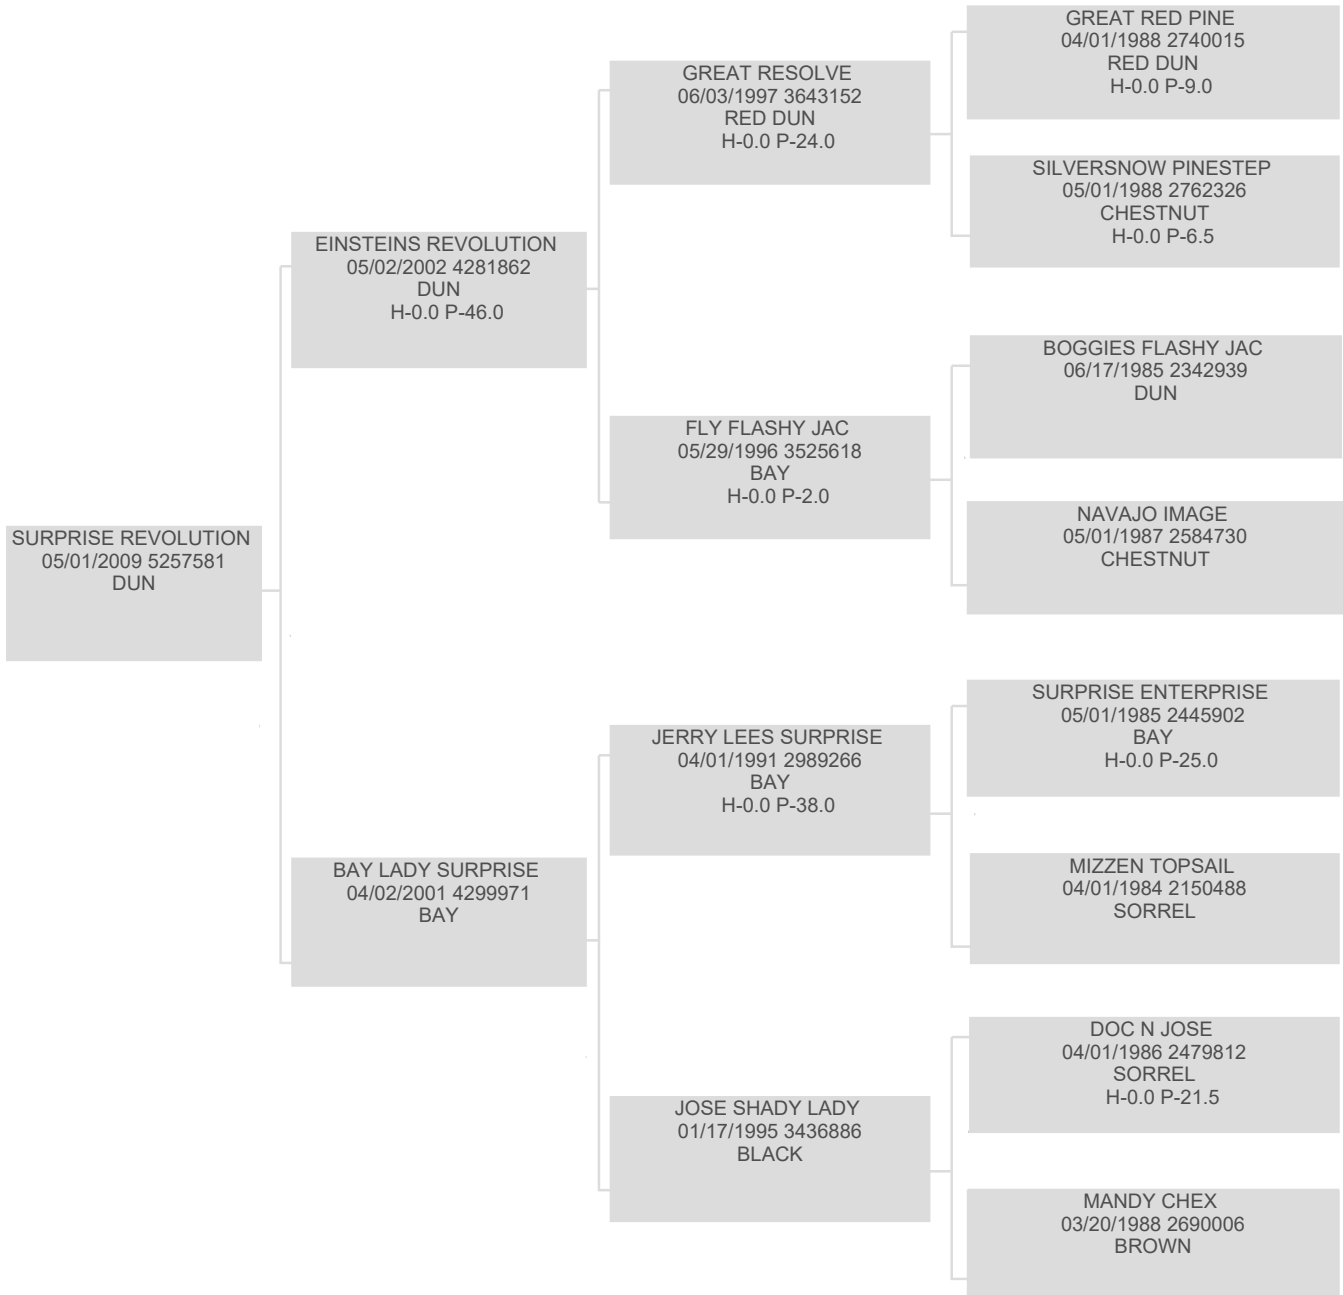 SURPRISE REVOLUTION
05/01/2009 5257581
DUN
EINSTEINS REVOLUTION
05/02/2002 4281862
DUN
H-0.0 P-46.0
BAY LADY SURPRISE
04/02/2001 4299971
BAY
GREAT RESOLVE
06/03/1997 3643152
RED DUN
H-0.0 P-24.0
FLY FLASHY JAC
05/29/1996 3525618
BAY
H-0.0 P-2.0
JERRY LEES SURPRISE
04/01/1991 2989266
BAY
H-0.0 P-38.0
JOSE SHADY LADY
01/17/1995 3436886
BLACK
GREAT RED PINE
04/01/1988 2740015
RED DUN
H-0.0 P-9.0
SILVERSNOW PINESTEP
05/01/1988 2762326
CHESTNUT
H-0.0 P-6.5
BOGGIES FLASHY JAC
06/17/1985 2342939
DUN
NAVAJO IMAGE
05/01/1987 2584730
CHESTNUT
SURPRISE ENTERPRISE
05/01/1985 2445902
BAY
H-0.0 P-25.0
MIZZEN TOPSAIL
04/01/1984 2150488
SORREL
DOC N JOSE
04/01/1986 2479812
SORREL
H-0.0 P-21.5
MANDY CHEX
03/20/1988 2690006
BROWN